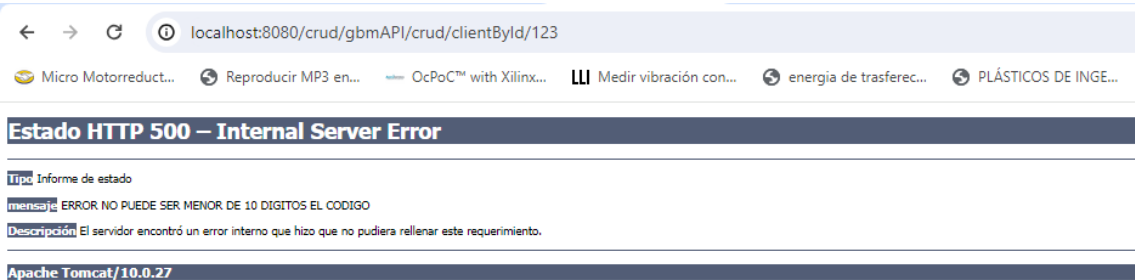 localhost:8080/crud/gbmAPI/crud/clientById/123
Micro Motorreduct... Reproducir MP3 en... OcPoC™ with Xilinx... Medir vibración con... energia de trasferec... PLÁSTICOS DE INGE...
Estado HTTP 500 – Internal Server Error
Tipo Informe de estado
mensaje ERROR NO PUEDE SER MENOR DE 10 DIGITOS EL CODIGO
Descripción El servidor encontró un error interno que hizo que no pudiera rellenar este requerimiento.
Apache Tomcat/10.0.27